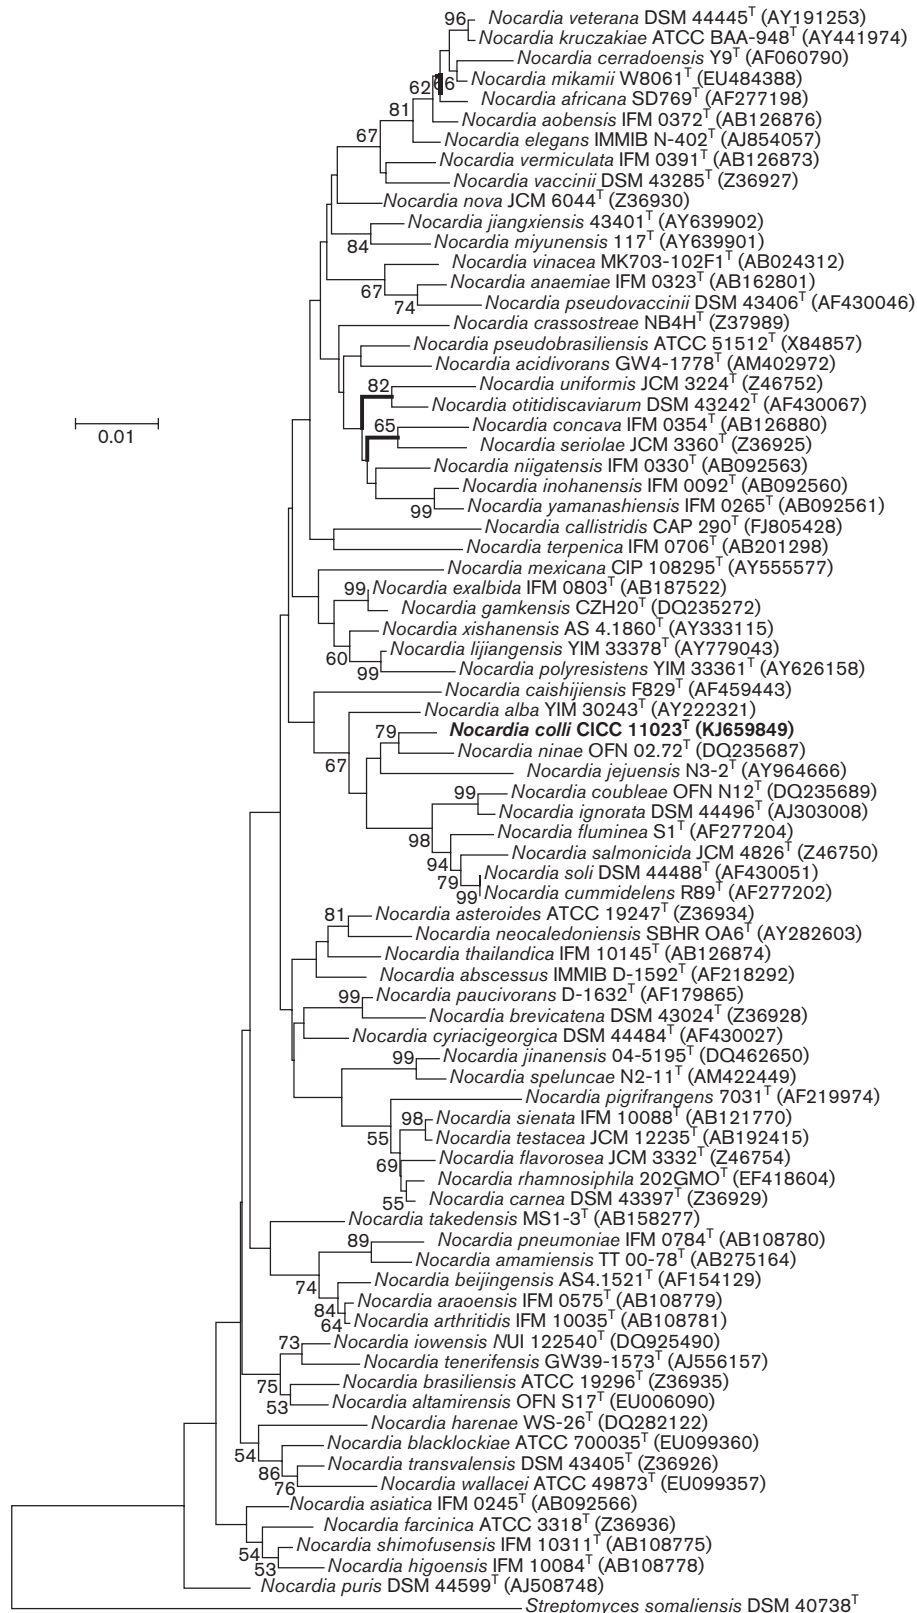 96 Nocardia veterana DSM 44445T (AY191253)
Nocardia kruczakiae ATCC BAA-948T (AY441974)
Nocardia cerradoensis Y9T (AF060790)
62 66 Nocardia mikamii W8061T (EU484388)
Nocardia africana SD769T (AF277198)
81 Nocardia aobensis IFM 0372T (AB126876)
67 Nocardia elegans IMMIB N-402T (AJ854057)
Nocardia vermiculata IFM 0391T (AB126873)
Nocardia vaccinii DSM 43285T (Z36927)
Nocardia nova JCM 6044T (Z36930)
Nocardia jiangxiensis 43401T (AY639902)
84 Nocardia miyunensis 117T (AY639901)
Nocardia vinacea MK703-102F1T (AB024312)
67 Nocardia anaemiae IFM 0323T (AB162801)
74 Nocardia pseudovaccinii DSM 43406T (AF430046)
Nocardia crassostreae NB4HT (Z37989)
Nocardia pseudobrasiliensis ATCC 51512T (X84857)
Nocardia acidivorans GW4-1778T (AM402972)
82 Nocardia uniformis JCM 3224T (Z46752)
Nocardia otitidiscaviarum DSM 43242T (AF430067)
65 Nocardia concava IFM 0354T (AB126880)
0.01
Nocardia seriolae JCM 3360T (Z36925)
Nocardia niigatensis IFM 0330T (AB092563)
Nocardia inohanensis IFM 0092T (AB092560)
99 Nocardia yamanashiensis IFM 0265T (AB092561)
Nocardia callistridis CAP 290T (FJ805428)
Nocardia terpenica IFM 0706T (AB201298)
Nocardia mexicana CIP 108295T (AY555577)
99 Nocardia exalbida IFM 0803T (AB187522)
Nocardia gamkensis CZH20T (DQ235272)
Nocardia xishanensis AS 4.1860T (AY333115)
60 Nocardia lijiangensis YIM 33378T (AY779043)
99 Nocardia polyresistens YIM 33361T (AY626158)
Nocardia caishijiensis F829T (AF459443)
Nocardia alba YIM 30243T (AY222321)
79 Nocardia colli CICC 11023T (KJ659849)
Nocardia ninae OFN 02.72T (DQ235687)
67 Nocardia jejuensis N3-2T (AY964666)
99 Nocardia coubleae OFN N12T (DQ235689)
Nocardia ignorata DSM 44496T (AJ303008)
98 Nocardia fluminea S1T (AF277204)
94 Nocardia salmonicida JCM 4826T (Z46750)
79 Nocardia soli DSM 44488T (AF430051)
99 Nocardia cummidelens R89T (AF277202)
81 Nocardia asteroides ATCC 19247T (Z36934)
Nocardia neocaledoniensis SBHR OA6T (AY282603)
Nocardia thailandica IFM 10145T (AB126874)
Nocardia abscessus IMMIB D-1592T (AF218292)
99 Nocardia paucivorans D-1632T (AF179865)
Nocardia brevicatena DSM 43024T (Z36928)
Nocardia cyriacigeorgica DSM 44484T (AF430027)
99 Nocardia jinanensis 04-5195T (DQ462650)
Nocardia speluncae N2-11T (AM422449)
Nocardia pigrifrangens 7031T (AF219974)
98 Nocardia sienata IFM 10088T (AB121770)
55 Nocardia testacea JCM 12235T (AB192415)
69 Nocardia flavorosea JCM 3332T (Z46754)
Nocardia rhamnosiphila 202GMOT (EF418604)
55 Nocardia carnea DSM 43397T (Z36929)
Nocardia takedensis MS1-3T (AB158277)
89 Nocardia pneumoniae IFM 0784T (AB108780)
Nocardia amamiensis TT 00-78T (AB275164)
74 Nocardia beijingensis AS4.1521T (AF154129)
84 Nocardia araoensis IFM 0575T (AB108779)
64 Nocardia arthritidis IFM 10035T (AB108781)
73 Nocardia iowensis NUI 122540T (DQ925490)
Nocardia tenerifensis GW39-1573T (AJ556157)
75 Nocardia brasiliensis ATCC 19296T (Z36935)
53 Nocardia altamirensis OFN S17T (EU006090)
Nocardia harenae WS-26T (DQ282122)
54 Nocardia blacklockiae ATCC 700035T (EU099360)
86 Nocardia transvalensis DSM 43405T (Z36926)
76 Nocardia wallacei ATCC 49873T (EU099357)
Nocardia asiatica IFM 0245T (AB092566)
Nocardia farcinica ATCC 3318T (Z36936)
54 Nocardia shimofusensis IFM 10311T (AB108775)
53 Nocardia higoensis IFM 10084T (AB108778)
Nocardia puris DSM 44599T (AJ508748)
Streptomyces somaliensis DSM 40738T